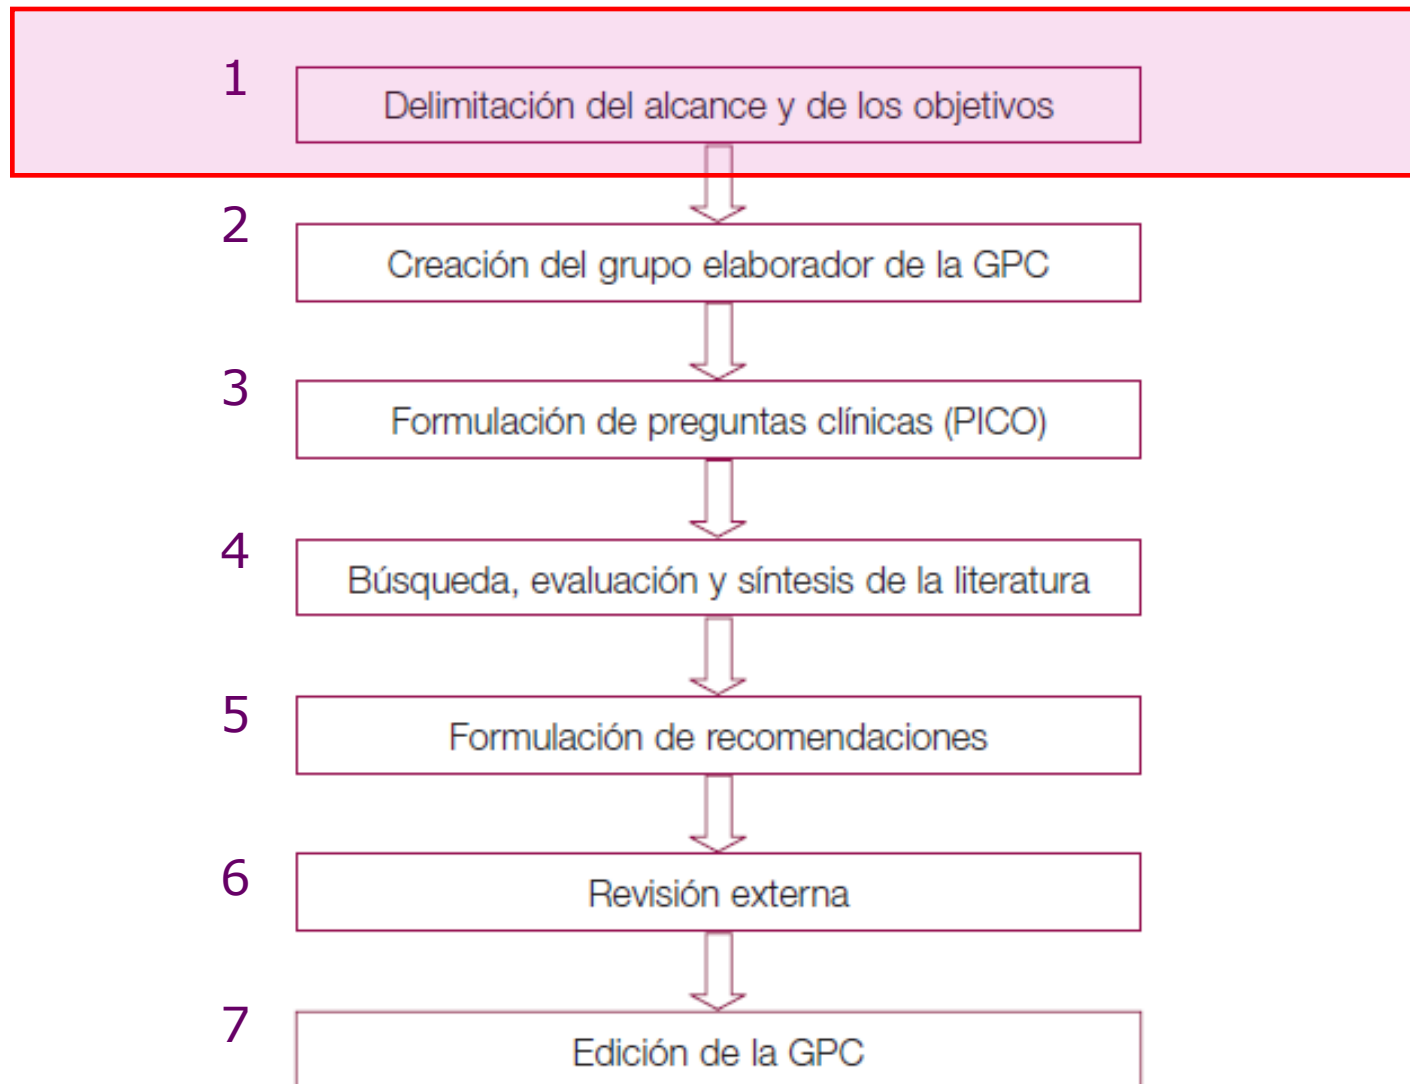 1
Delimitación del alcance y de los objetivos
2
Creación del grupo elaborador de la GPC
3
Formulación de preguntas clínicas (PICO)
4
Búsqueda, evaluación y síntesis de la literatura
5
Formulación de recomendaciones
6
Revisión externa
7
Edición de la GPC